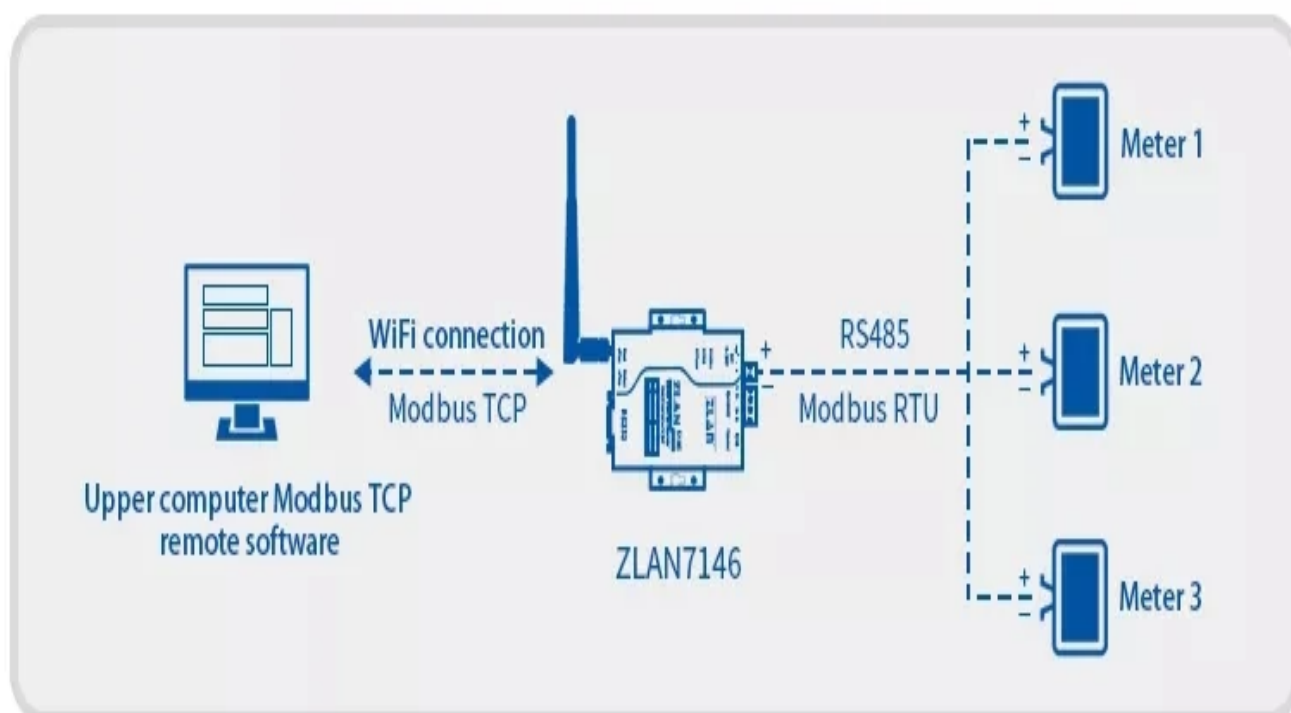 Meter 1
WiFi connection
Modbus TCP
RS485
Modbus RTU
Meter 2
Upper computer Modbus TCP
remote software
ZLAN7146
Meter 3
+
−
+
−
+
−
+
−
ZLAN